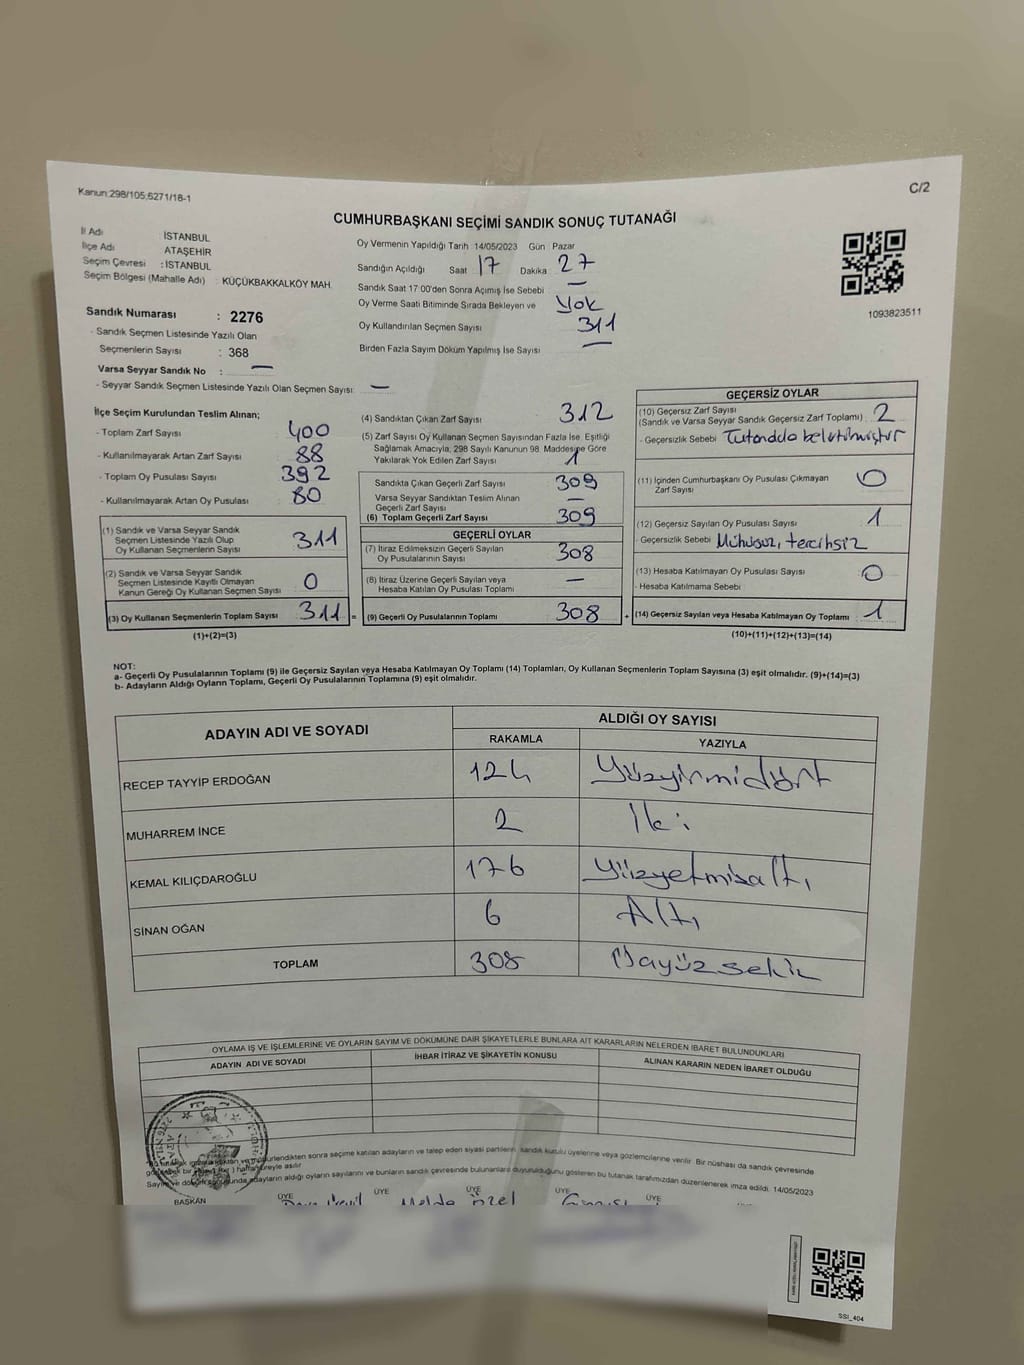 Kanun:298/105,6271/18-1
C/2
CUMHURBAŞKANI SEÇİMİ SANDIK SONUÇ TUTANAĞI
İl Adı İSTANBUL
İlçe Adı ATAŞEHİR
Seçim Çevresi : İSTANBUL
Seçim Bölgesi (Mahalle Adı) : KÜÇÜKBAKKALKÖY MAH.
Sandık Numarası : 2276
- Sandık Seçmen Listesinde Yazılı Olan
Seçmenlerin Sayısı : 368
Varsa Seyyar Sandık No : —
- Seyyar Sandık Seçmen Listesinde Yazılı Olan Seçmen Sayısı: —
Oy Vermenin Yapıldığı Tarih 14/05/2023 Gün : Pazar
Sandığın Açıldığı Saat 17 Dakika 27
Sandık Saat 17:00'den Sonra Açımış İse Sebebi —
Oy Verme Saati Bitiminde Sırada Bekleyen ve Yok
Oy Kullandırılan Seçmen Sayısı 311
Birden Fazla Sayım Döküm Yapılmış İse Sayısı —
1093823511
İlçe Seçim Kurulundan Teslim Alınan;
- Toplam Zarf Sayısı 400
- Kullanılmayarak Artan Zarf Sayısı 88
- Toplam Oy Pusulası Sayısı 392
- Kullanılmayarak Artan Oy Pusulası 80
(1) Sandık ve Varsa Seyyar Sandık
Seçmen Listesinde Yazılı Olup
Oy Kullanan Seçmenlerin Sayısı 311
(2) Sandık ve Varsa Seyyar Sandık
Seçmen Listesinde Kayıtlı Olmayan
Kanun Gereği Oy Kullanan Seçmen Sayısı 0
(3) Oy Kullanan Seçmenlerin Toplam Sayısı 311 =
(1)+(2)=(3)
(4) Sandıktan Çıkan Zarf Sayısı 312
(5) Zarf Sayısı Oy Kullanan Seçmen Sayısından Fazla İse, Eşitliği
Sağlamak Amacıyla, 298 Sayılı Kanunun 98. Maddesine Göre
Yakılarak Yok Edilen Zarf Sayısı 1
Sandıkta Çıkan Geçerli Zarf Sayısı 309
Varsa Seyyar Sandıktan Teslim Alınan
Geçerli Zarf Sayısı —
(6) Toplam Geçerli Zarf Sayısı 309
GEÇERLİ OYLAR
(7) İtiraz Edilmeksizin Geçerli Sayılan
Oy Pusulalarının Sayısı 308
(8) İtiraz Üzerine Geçerli Sayılan veya
Hesaba Katılan Oy Pusulası Toplamı —
(9) Geçerli Oy Pusulalarının Toplamı 308 +
GEÇERSİZ OYLAR
(10) Geçersiz Zarf Sayısı
(Sandık ve Varsa Seyyar Sandık Geçersiz Zarf Toplamı) 2
- Geçersizlik Sebebi Tutanakda belirtilmiştir
(11) İçinden Cumhurbaşkanı Oy Pusulası Çıkmayan
Zarf Sayısı 0
(12) Geçersiz Sayılan Oy Pusulası Sayısı 1
- Geçersizlik Sebebi Mühürsüz, tercihsiz
(13) Hesaba Katılmayan Oy Pusulası Sayısı 0
- Hesaba Katılmama Sebebi
(14) Geçersiz Sayılan veya Hesaba Katılmayan Oy Toplamı 1
(10)+(11)+(12)+(13)=(14)
NOT:
a- Geçerli Oy Pusulalarının Toplamı (9) ile Geçersiz Sayılan veya Hesaba Katılmayan Oy Toplamı (14) Toplamları, Oy Kullanan Seçmenlerin Toplam Sayısına (3) eşit olmalıdır. (9)+(14)=(3)
b- Adayların Aldığı Oyların Toplamı, Geçerli Oy Pusulalarının Toplamına (9) eşit olmalıdır.
ADAYIN ADI VE SOYADI ALDIĞI OY SAYISI
RAKAMLA YAZIYLA
RECEP TAYYİP ERDOĞAN 124 Yüzyirmidört
MUHARREM İNCE 2 İki
KEMAL KILIÇDAROĞLU 176 yüzyetmişaltı
SİNAN OĞAN 6 Altı
TOPLAM 308 Üçyüzsekiz
OYLAMA İŞ VE İŞLEMLERİNE VE OYLARIN SAYIM VE DÖKÜMÜNE DAİR ŞİKAYETLERLE BUNLARA AİT KARARLARIN NELERDEN İBARET BULUNDUKLARI
ADAYIN ADI VE SOYADI İHBAR İTİRAZ VE ŞİKAYETİN KONUSU ALINAN KARARIN NEDEN İBARET OLDUĞU
sonra seçime katılan adayların ve talep eden siyasi partilerin, sandık kurulu üyelerine veya gözlemcilerine verilir. Bir nüshası da sandık çevresinde
süreyle asılır
adayların aldığı oyların sayılarını ve bunların sandık çevresinde bulunanlara duyurulduğunu gösteren bu tutanak tarafımızdan düzenlenerek imza edildi. 14/05/2023
BAŞKAN ÜYE ÜYE ÜYE ÜYE ÜYE
Melda özel
SSI_404